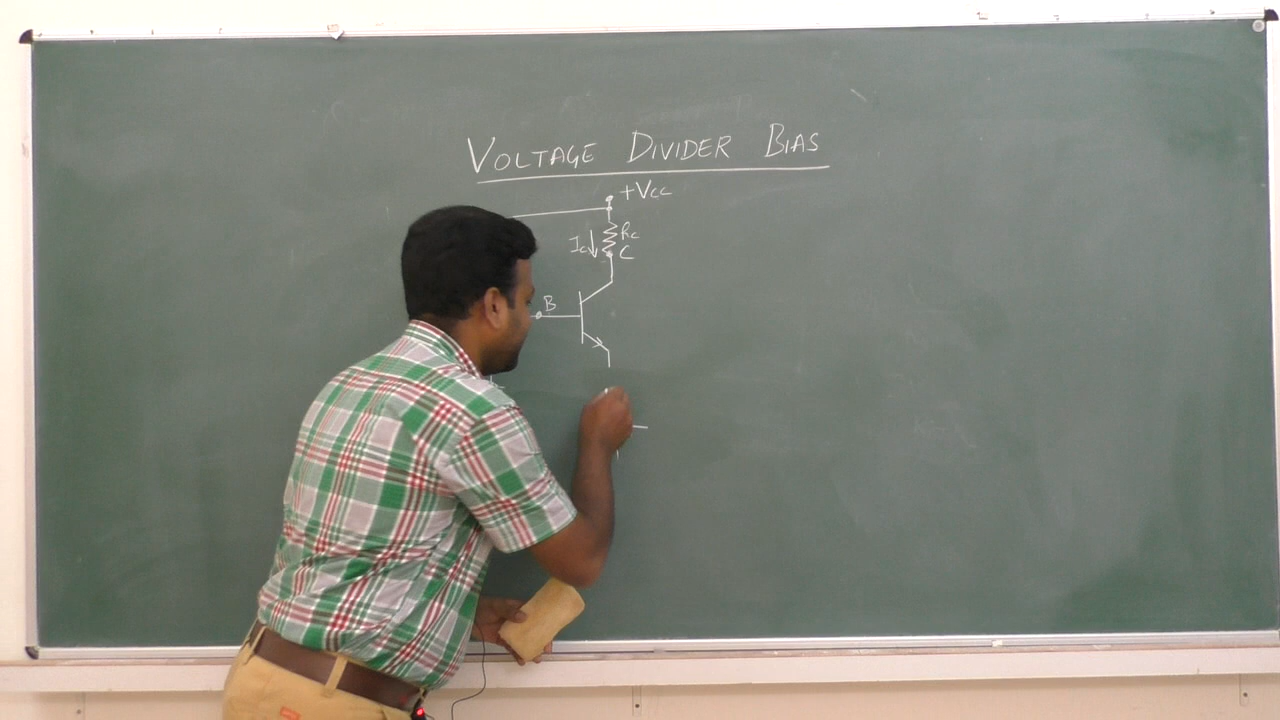 VOLTAGE DIVIDER BIAS
+VCC
IC RC
C
B